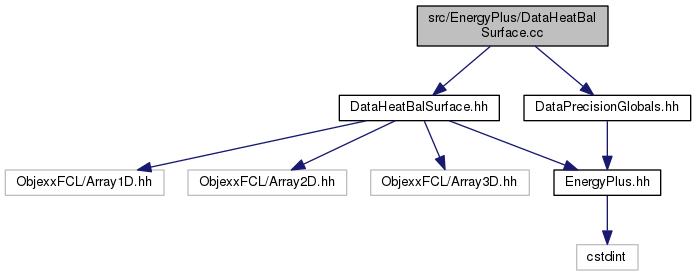 src/EnergyPlus/DataHeatBal
Surface.cc
DataHeatBalSurface.hh
DataPrecisionGlobals.hh
ObjexxFCL/Array1D.hh
ObjexxFCL/Array2D.hh
ObjexxFCL/Array3D.hh
EnergyPlus.hh
cstdint